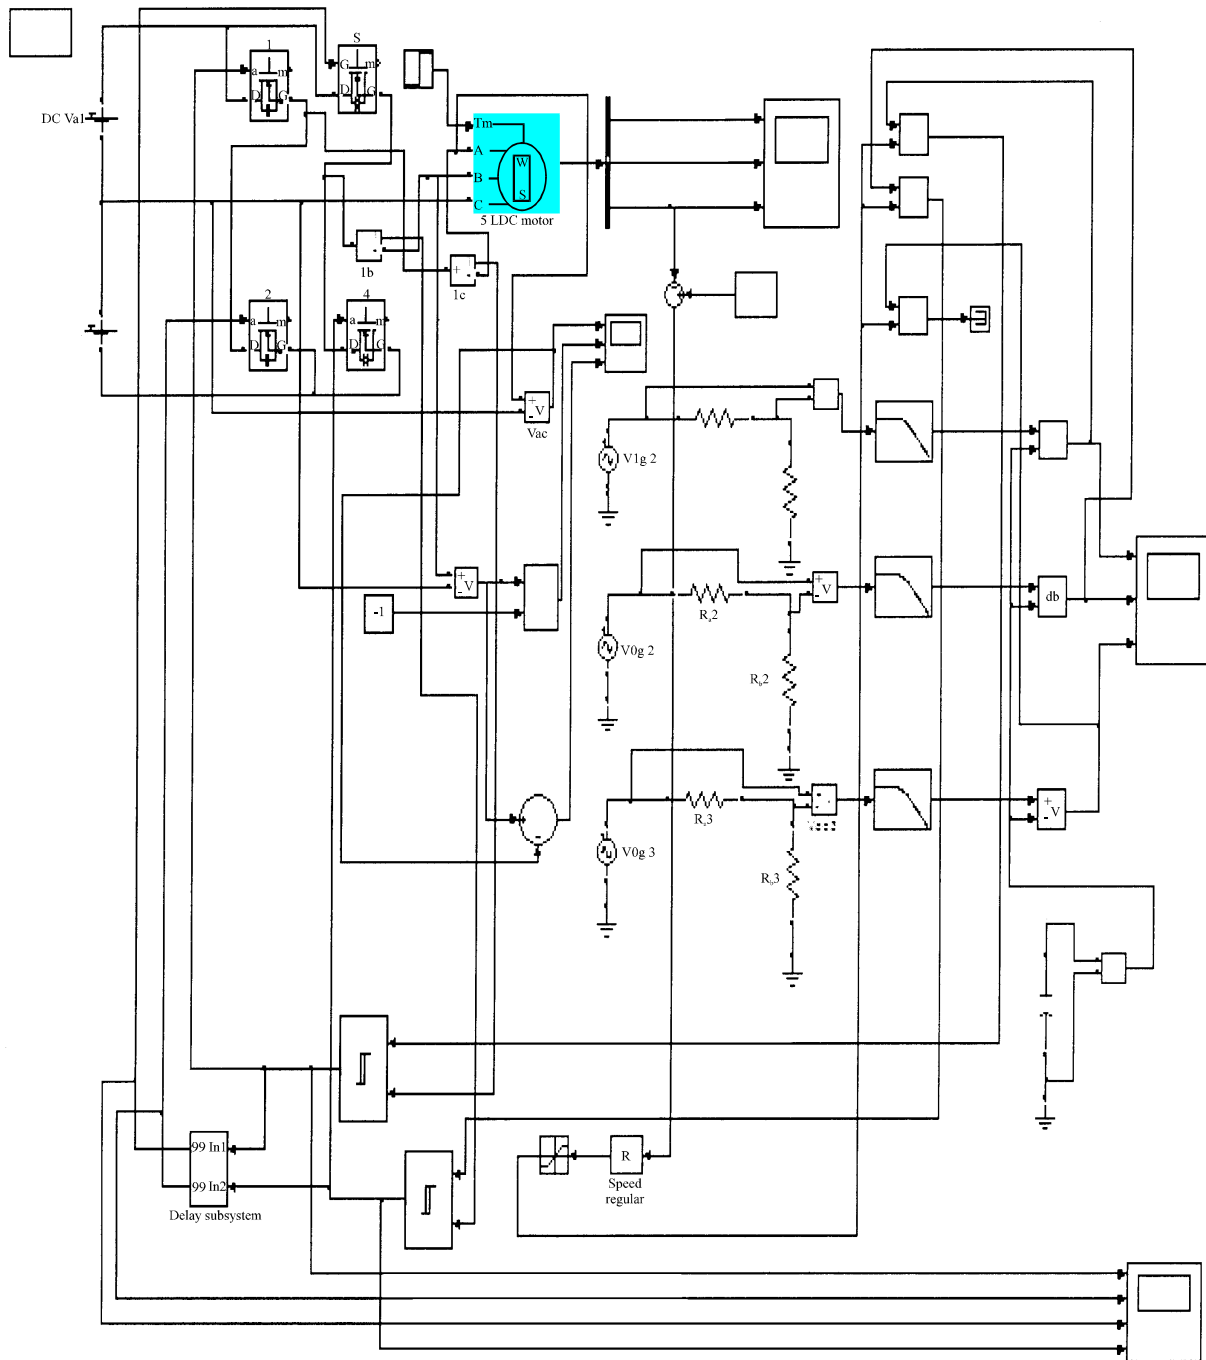 1
S
a
m
D
G
G
m
D
G
DC Va1
Tm
A
B
C
W
S
5 LDC motor
1b
+
1c
2
4
a
m
D
G
a
m
D
G
+
-
V
Vac
V1g 2
+
-
V
-1
R
a
2
V0g 2
R
b
2
+
-
V
db
R
a
3
V0g 3
R
b
3
+
-
V
99 In1
99 In2
Delay subsystem
R
Speed
regular